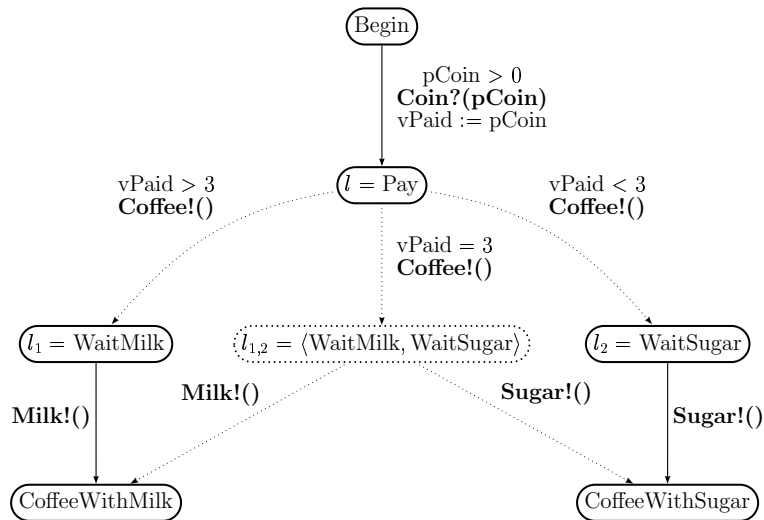 Begin
pCoin > 0
Coin?(pCoin)
vPaid := pCoin
l = Pay
vPaid > 3
Coffee!()
vPaid = 3
Coffee!()
vPaid < 3
Coffee!()
l₁ = WaitMilk
l₁,₂ = ⟨WaitMilk, WaitSugar⟩
l₂ = WaitSugar
Milk!()
Milk!()
Sugar!()
Sugar!()
CoffeeWithMilk
CoffeeWithSugar